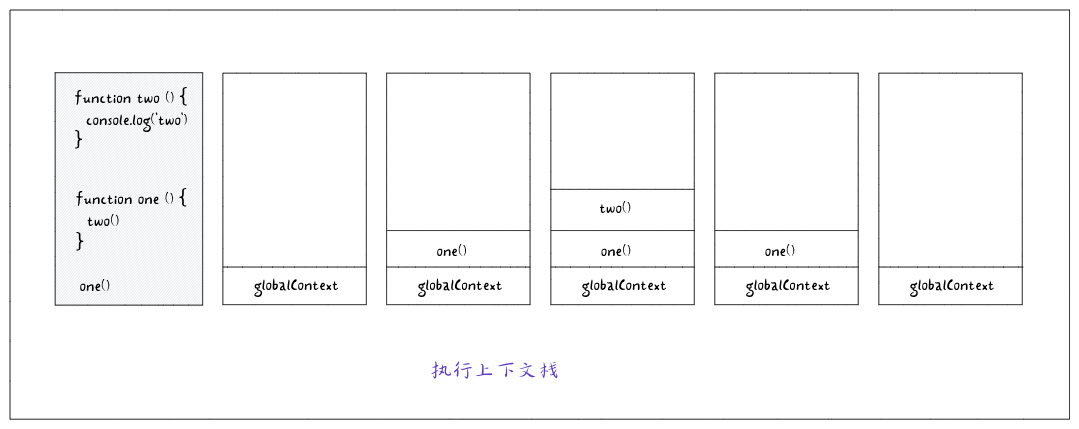 function two () {
console.log('two')
}
function one () {
two()
}
one()
globalContext
one()
globalContext
two()
one()
globalContext
one()
globalContext
globalContext
执行上下文栈